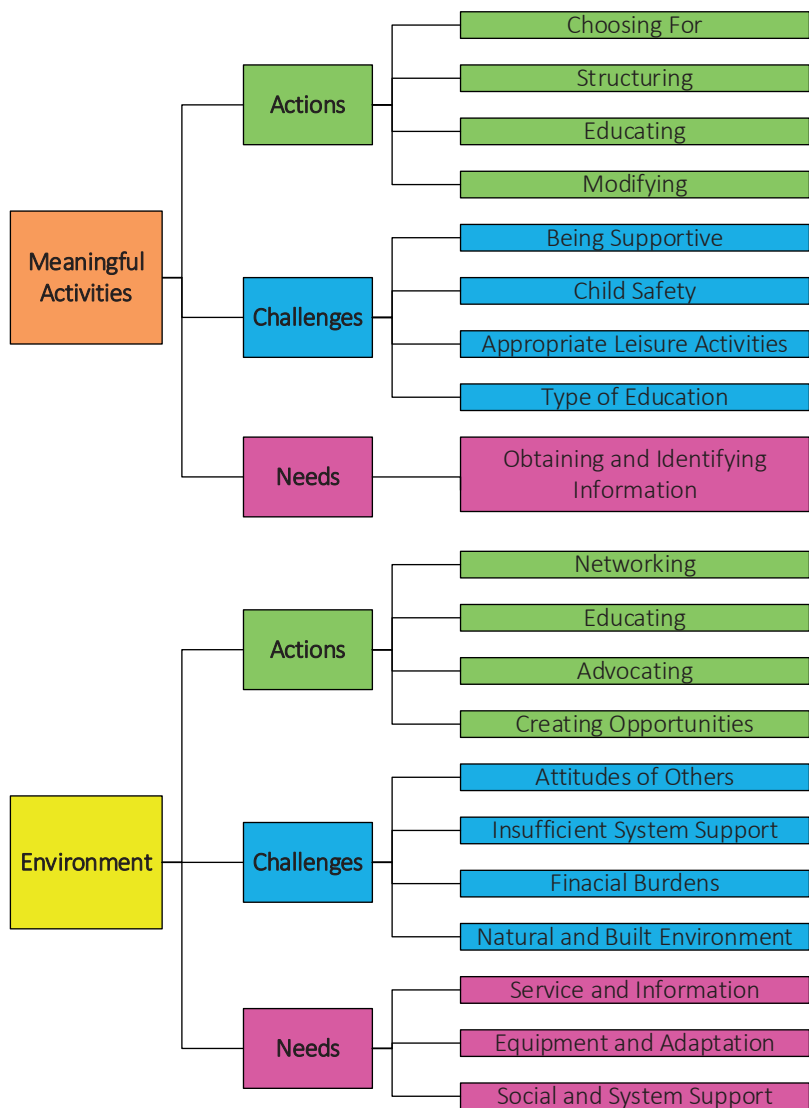 Choosing For
Structuring
Actions
Educating
Modifying
Meaningful
Activities
Being Supportive
Child Safety
Challenges
Appropriate Leisure Activities
Type of Education
Needs
Obtaining and Identifying
Information
Networking
Educating
Actions
Advocating
Creating Opportunities
Environment
Attitudes of Others
Insufficient System Support
Challenges
Finacial Burdens
Natural and Built Environment
Service and Information
Needs
Equipment and Adaptation
Social and System Support